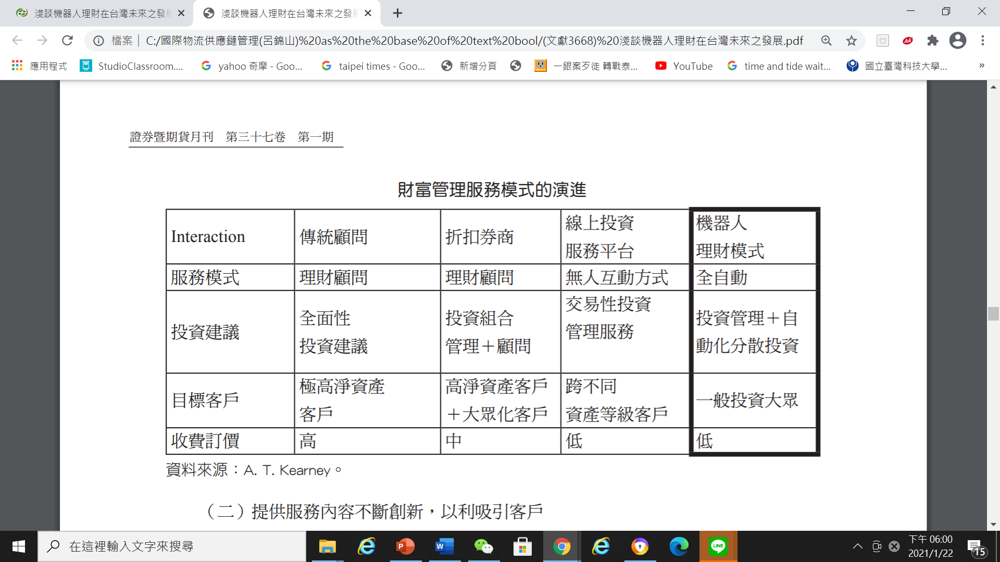 淺談機器人理財在台灣未來之發
淺談機器人理財在台灣未來之發
檔案 C:/國際物流供應鏈管理(呂錦山)%20as%20the%20base%20of%20text%20bool/(文獻3668)%20淺談機器人理財在台灣未來之發展.pdf Ask
應用程式 StudioClassroom.... yahoo 奇摩 - Goo... taipei times - Goo... 新增分頁 一銀案歹徒 轉戰泰... YouTube time and tide wait... 國立臺灣科技大學... »
證券暨期貨月刊 第三十七卷 第一期
財富管理服務模式的演進
Interaction 傳統顧問 折扣券商 線上投資 機器人
服務平台 理財模式
服務模式 理財顧問 理財顧問 無人互動方式 全自動
投資建議 全面性 投資組合 交易性投資 投資管理＋自
投資建議 管理＋顧問 管理服務 動化分散投資
目標客戶 極高淨資產 高淨資產客戶 跨不同 一般投資大眾
客戶 ＋大眾化客戶 資產等級客戶
收費訂價 高 中 低 低
資料來源：A. T. Kearney。
（二）提供服務內容不斷創新，以利吸引客戶
在這裡輸入文字來搜尋
LINE
下午 06:00
2021/1/22
15